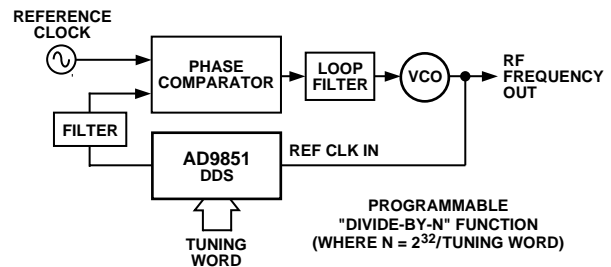 REFERENCE
CLOCK
PHASE
COMPARATOR
LOOP
FILTER
VCO
RF
FREQUENCY
OUT
FILTER
AD9851
DDS
REF CLK IN
TUNING
WORD
PROGRAMMABLE
"DIVIDE-BY-N" FUNCTION
(WHERE N = 2³²/TUNING WORD)